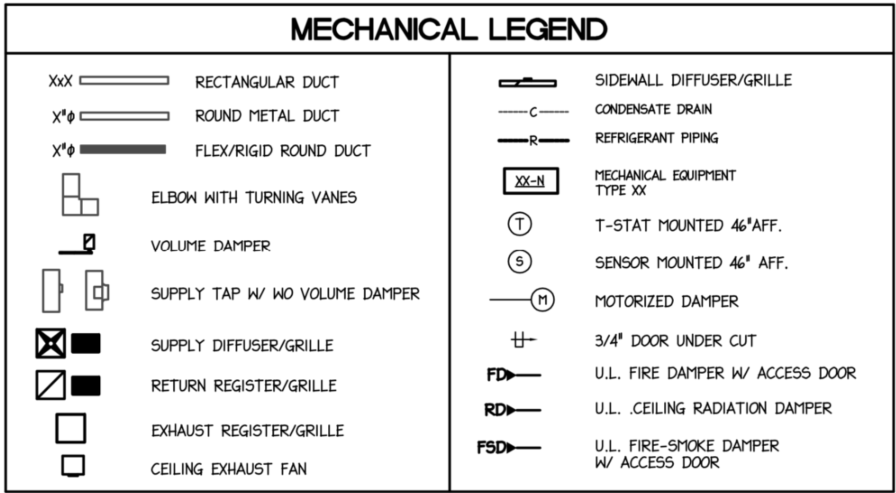 MECHANICAL LEGEND
XxX RECTANGULAR DUCT
X"ø ROUND METAL DUCT
X"ø FLEX/RIGID ROUND DUCT
ELBOW WITH TURNING VANES
VOLUME DAMPER
SUPPLY TAP W/ WO VOLUME DAMPER
SUPPLY DIFFUSER/GRILLE
RETURN REGISTER/GRILLE
EXHAUST REGISTER/GRILLE
CEILING EXHAUST FAN
SIDEWALL DIFFUSER/GRILLE
C CONDENSATE DRAIN
R REFRIGERANT PIPING
XX-N MECHANICAL EQUIPMENT
TYPE XX
T T-STAT MOUNTED 46"AFF.
S SENSOR MOUNTED 46" AFF.
M MOTORIZED DAMPER
3/4" DOOR UNDER CUT
FD U.L. FIRE DAMPER W/ ACCESS DOOR
RD U.L. .CEILING RADIATION DAMPER
FSD U.L. FIRE-SMOKE DAMPER
W/ ACCESS DOOR